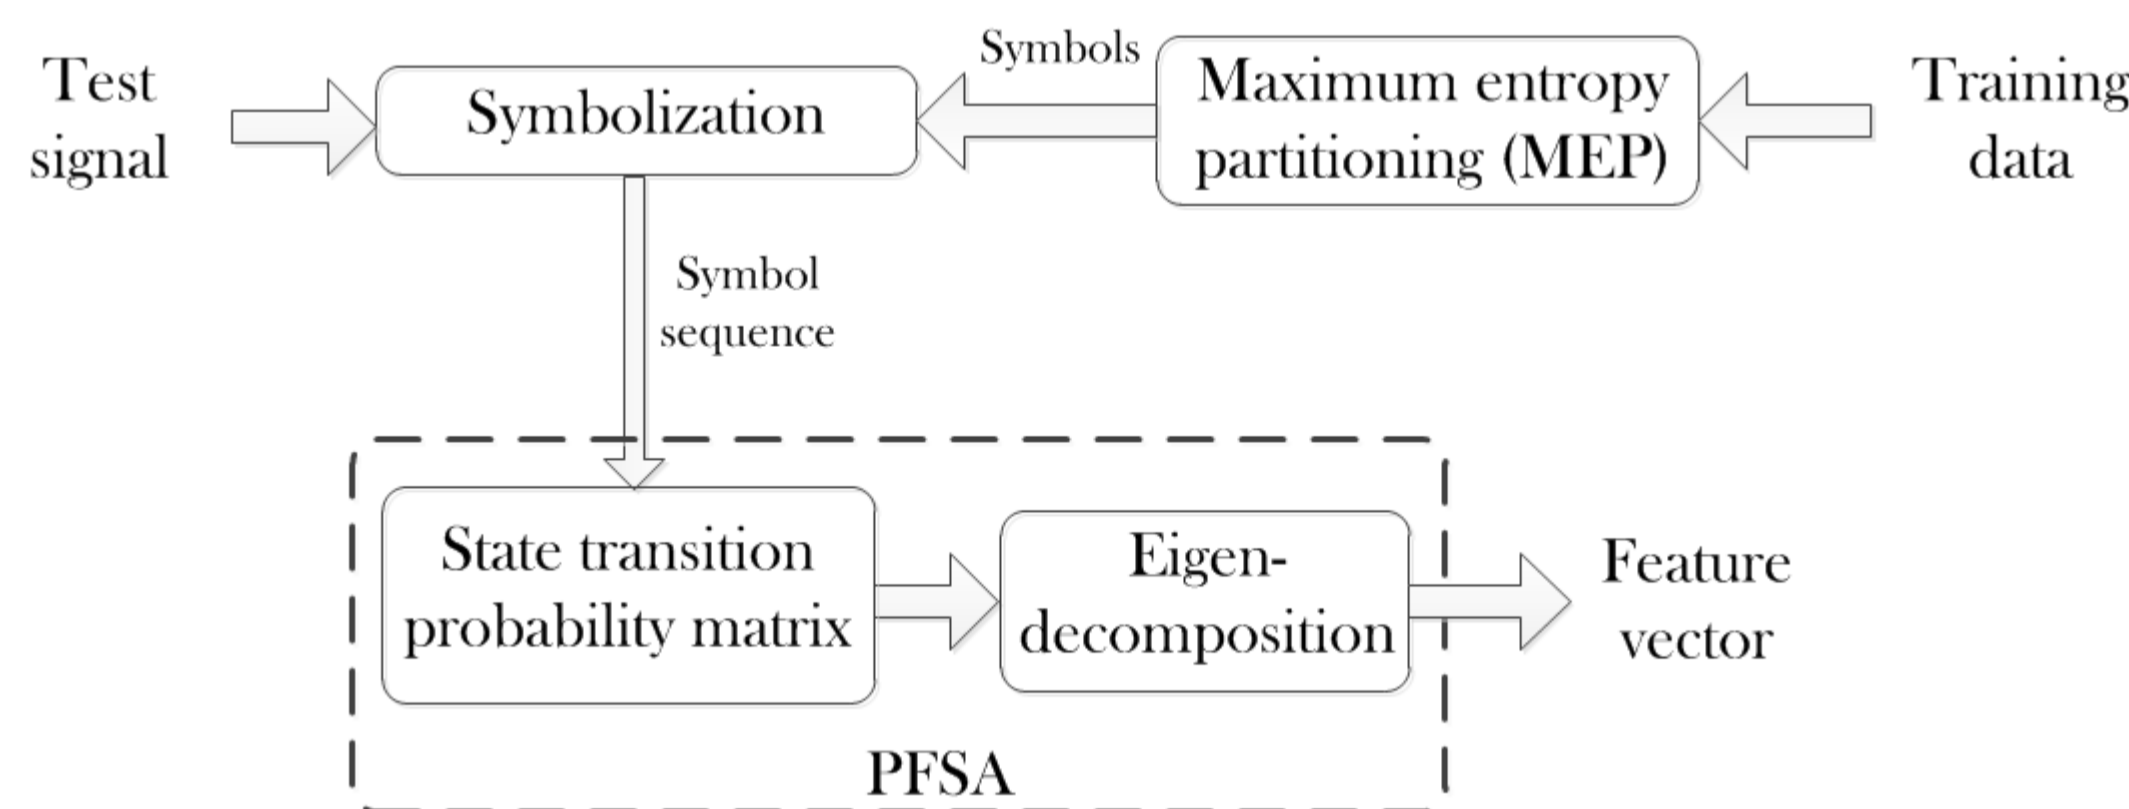 Test
signal
Symbolization
Symbols
Maximum entropy
partitioning (MEP)
Training
data
Symbol
sequence
State transition
probability matrix
Eigen-
decomposition
Feature
vector
PFSA